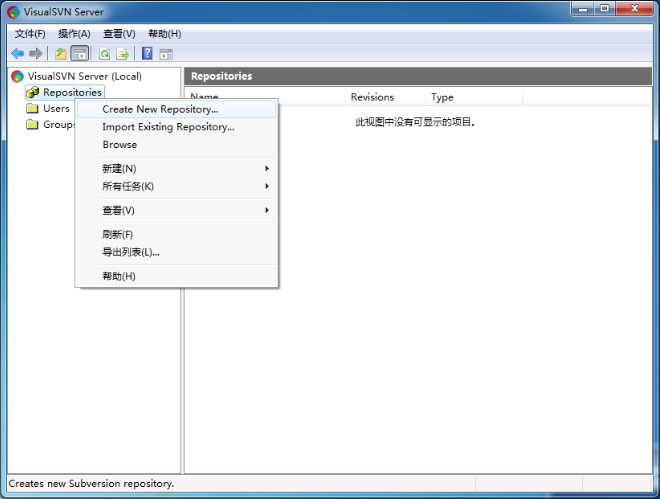 VisualSVN Server
文件(F) 操作(A) 查看(V) 帮助(H)
VisualSVN Server (Local)
Repositories
Users
Groups
Repositories
Name Revisions Type
此视图中没有可显示的项目。
Create New Repository...
Import Existing Repository...
Browse
新建(N)
所有任务(K)
查看(V)
刷新(F)
导出列表(L)...
帮助(H)
Creates new Subversion repository.